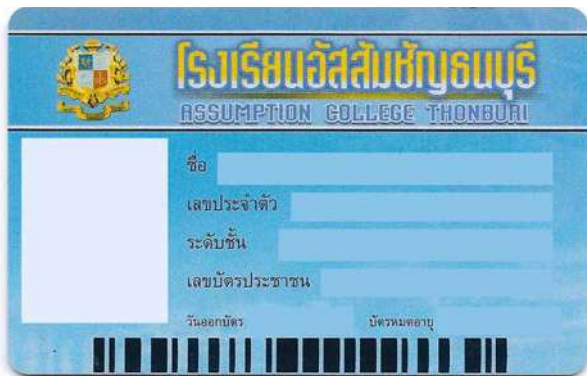 โรงเรียนอัสสัมชัญธนบุรี
ASSUMPTION COLLEGE THONBURI
ชื่อ
เลขประจำตัว
ระดับชั้น
เลขบัตรประชาชน
วันออกบัตร บัตรหมดอายุ